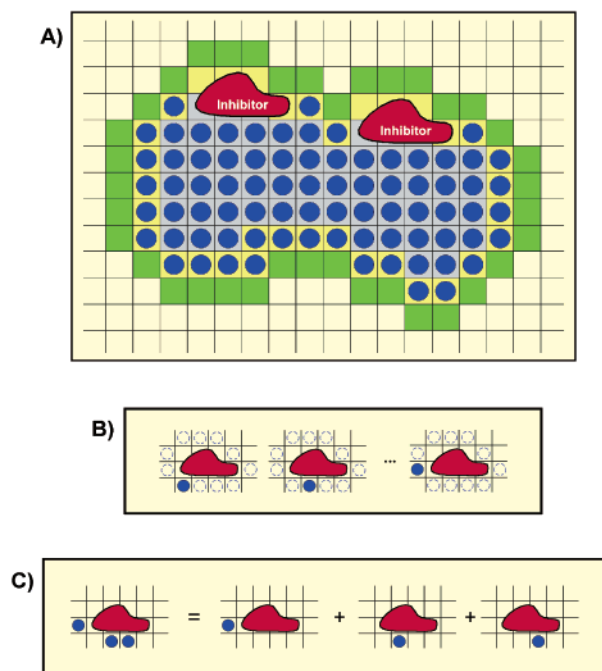 A)
Inhibitor
Inhibitor
B)
...
C)
= + +